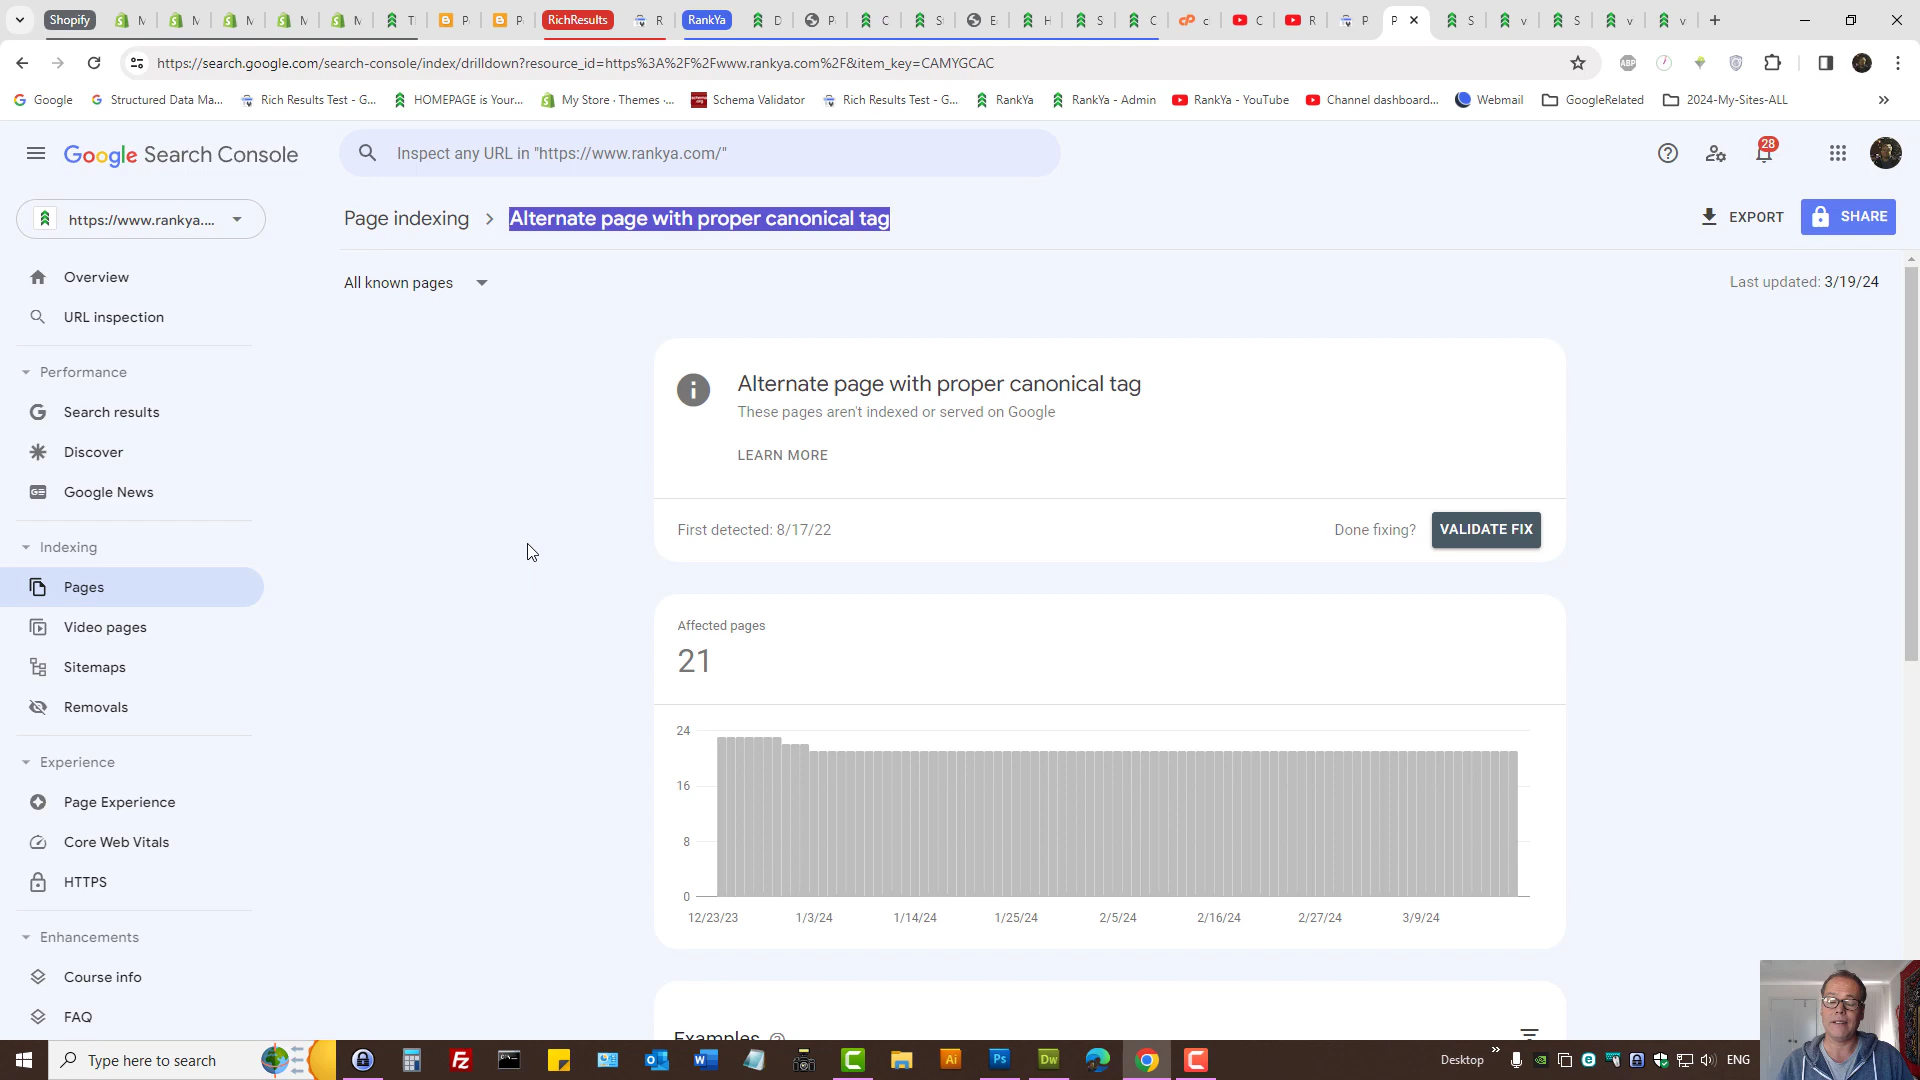 Shopify
RichResults
RankYa
https://search.google.com/search-console/index/drilldown?resource_id=https%3A%2F%2Fwww.rankya.com%2F&item_key=CAMYGCAC
ABP
Google
Structured Data Ma...
Rich Results Test - G...
HOMEPAGE is Your...
My Store · Themes ·...
Schema Validator
Rich Results Test - G...
RankYa
RankYa - Admin
RankYa - YouTube
Channel dashboard...
Webmail
GoogleRelated
2024-My-Sites-ALL
Google Search Console
Inspect any URL in "https://www.rankya.com/"
28
https://www.rankya....
Page indexing
Alternate page with proper canonical tag
EXPORT
SHARE
Overview
URL inspection
Performance
Search results
Discover
Google News
Indexing
Pages
Video pages
Sitemaps
Removals
Experience
Page Experience
Core Web Vitals
HTTPS
Enhancements
Course info
FAQ
All known pages
Last updated: 3/19/24
Alternate page with proper canonical tag
These pages aren't indexed or served on Google
LEARN MORE
First detected: 8/17/22
Done fixing?
VALIDATE FIX
Affected pages
21
24
16
8
0
12/23/23
1/3/24
1/14/24
1/25/24
2/5/24
2/16/24
2/27/24
3/9/24
Examples
Type here to search
Desktop
ENG